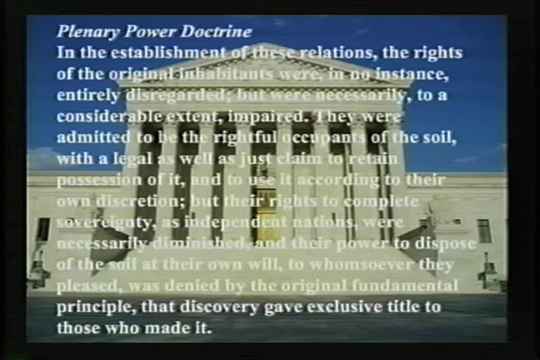 Plenary Power Doctrine
In the establishment of these relations, the rights
of the original inhabitants were, in no instance,
entirely disregarded; but were necessarily, to a
considerable extent, impaired. They were
admitted to be the rightful occupants of the soil,
with a legal as well as just claim to retain
possession of it, and to use it according to their
own discretion; but their rights to complete
sovereignty, as independent nations, were
necessarily diminished, and their power to dispose
of the soil at their own will, to whomsoever they
pleased, was denied by the original fundamental
principle, that discovery gave exclusive title to
those who made it.